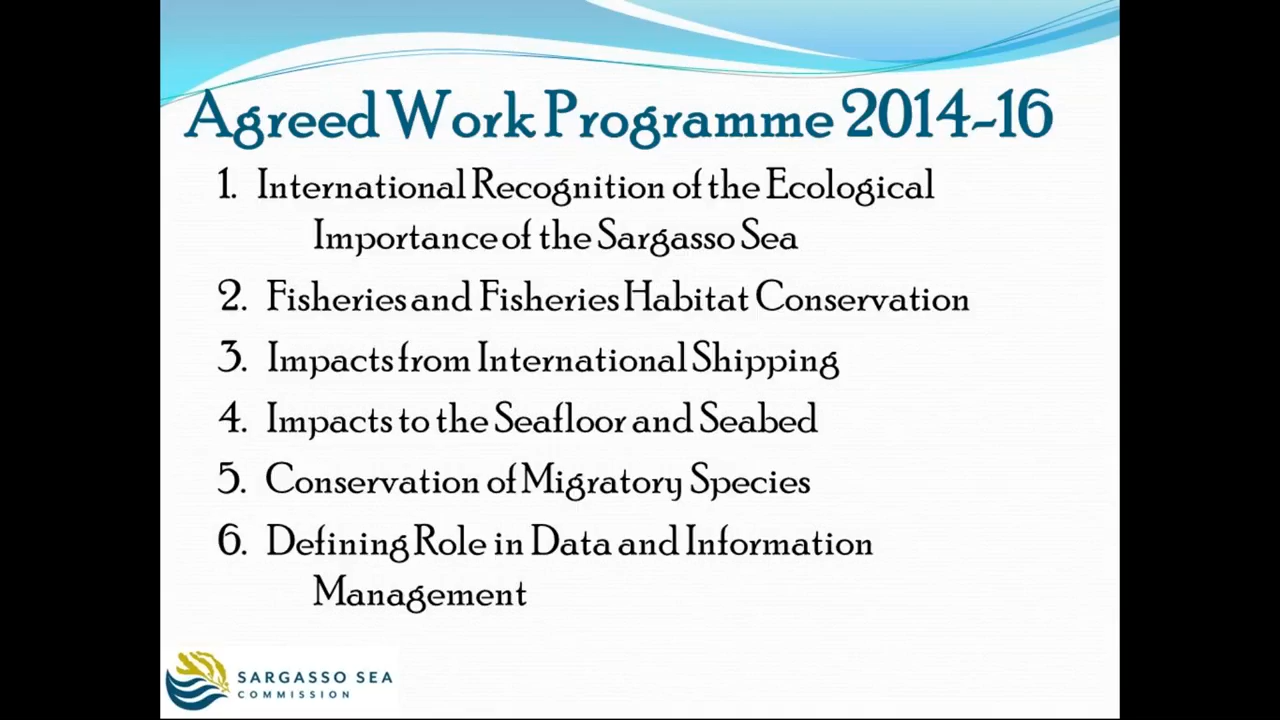 Agreed Work Programme 2014-16
1. International Recognition of the Ecological
Importance of the Sargasso Sea
2. Fisheries and Fisheries Habitat Conservation
3. Impacts from International Shipping
4. Impacts to the Seafloor and Seabed
5. Conservation of Migratory Species
6. Defining Role in Data and Information
Management
SARGASSO SEA
COMMISSION